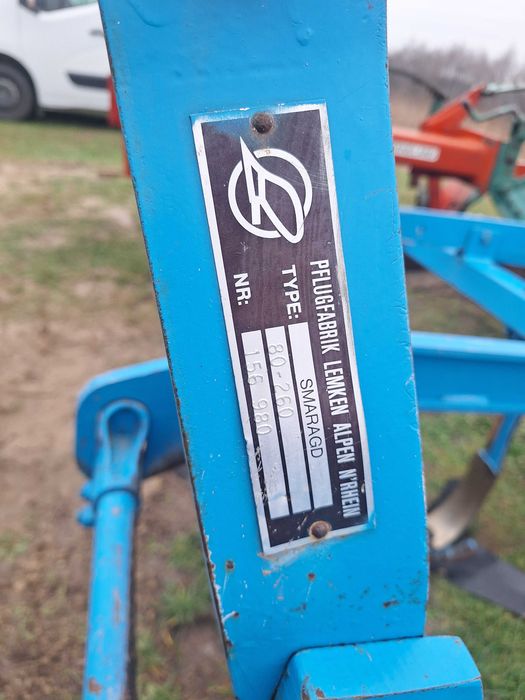 PFLUGFABRIK LEMKEN ALPEN N'RHEIN
SMARAGD
TYPE: 80-260
NR: 156 980